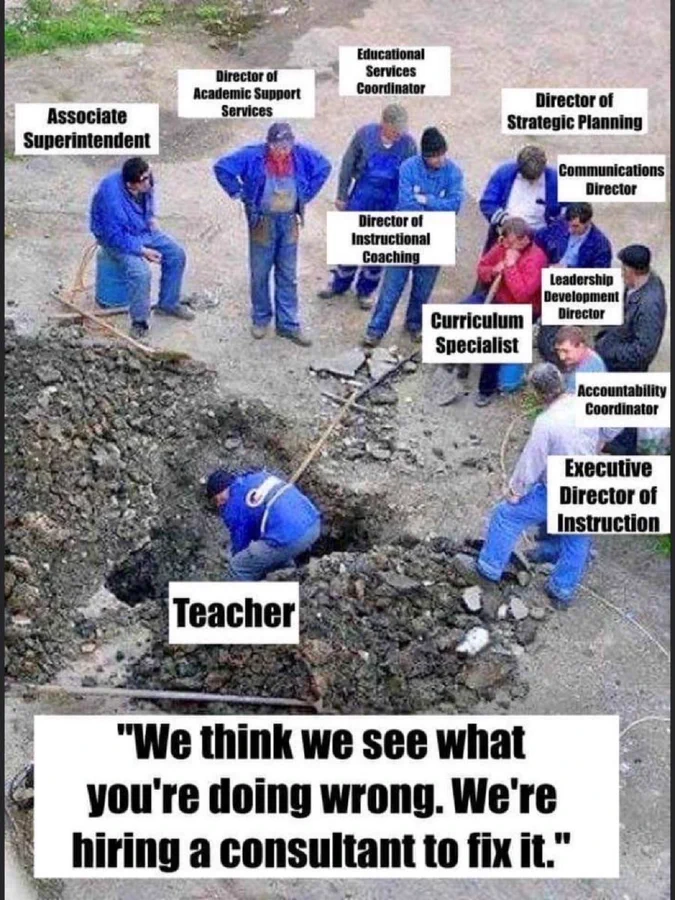 Educational
Services
Coordinator
Director of
Academic Support
Services
Director of
Strategic Planning
Associate
Superintendent
Communications
Director
Director of
Instructional
Coaching
Leadership
Development
Director
Curriculum
Specialist
Accountability
Coordinator
Executive
Director of
Instruction
Teacher
"We think we see what
you're doing wrong. We're
hiring a consultant to fix it."